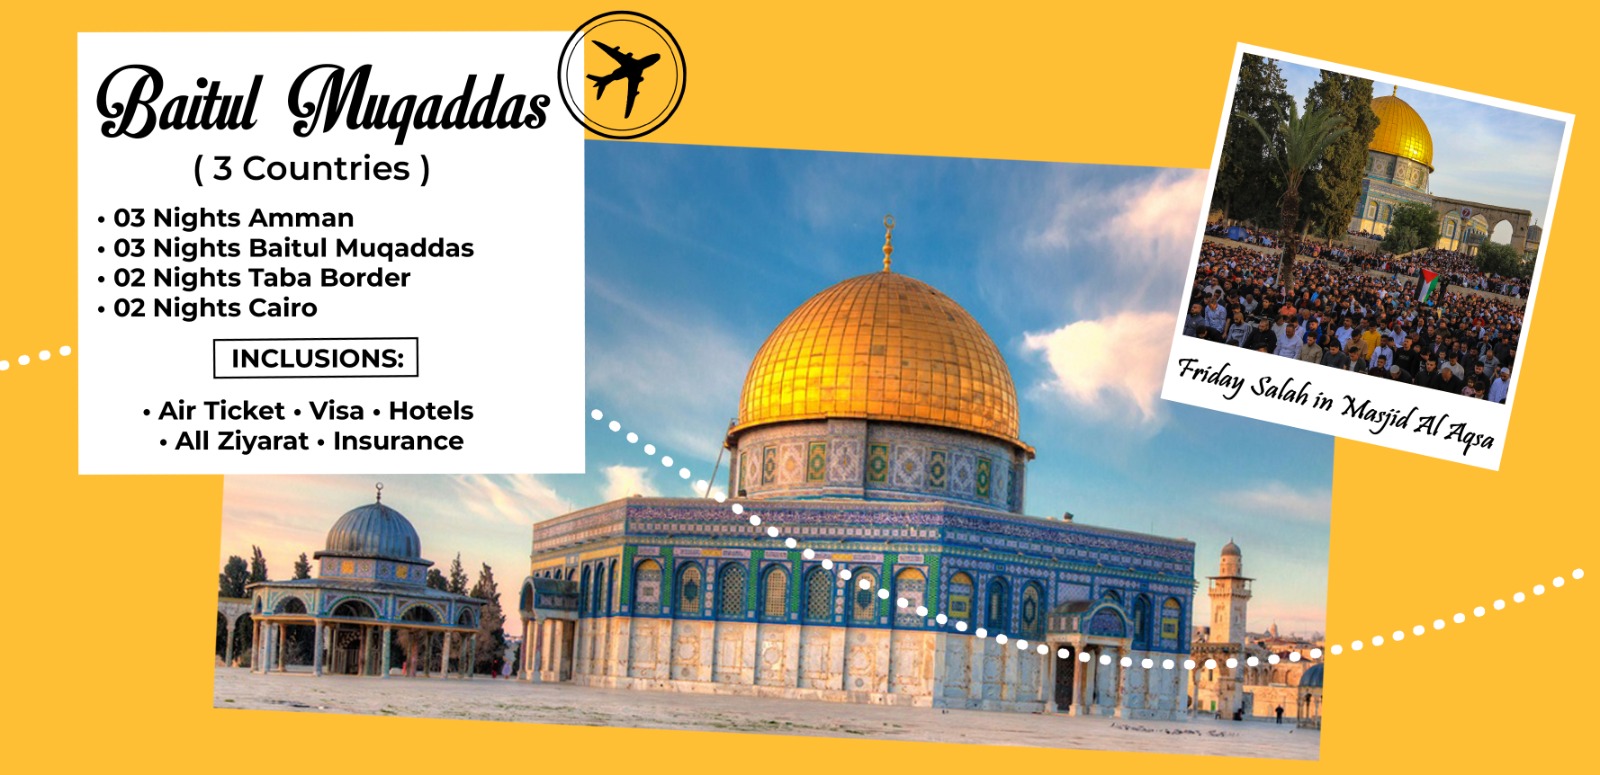 Baitul Muqaddas
( 3 Countries )
• 03 Nights Amman
• 03 Nights Baitul Muqaddas
• 02 Nights Taba Border
• 02 Nights Cairo
INCLUSIONS:
• Air Ticket • Visa • Hotels
• All Ziyarat • Insurance
Friday Salah in Masjid Al Aqsa